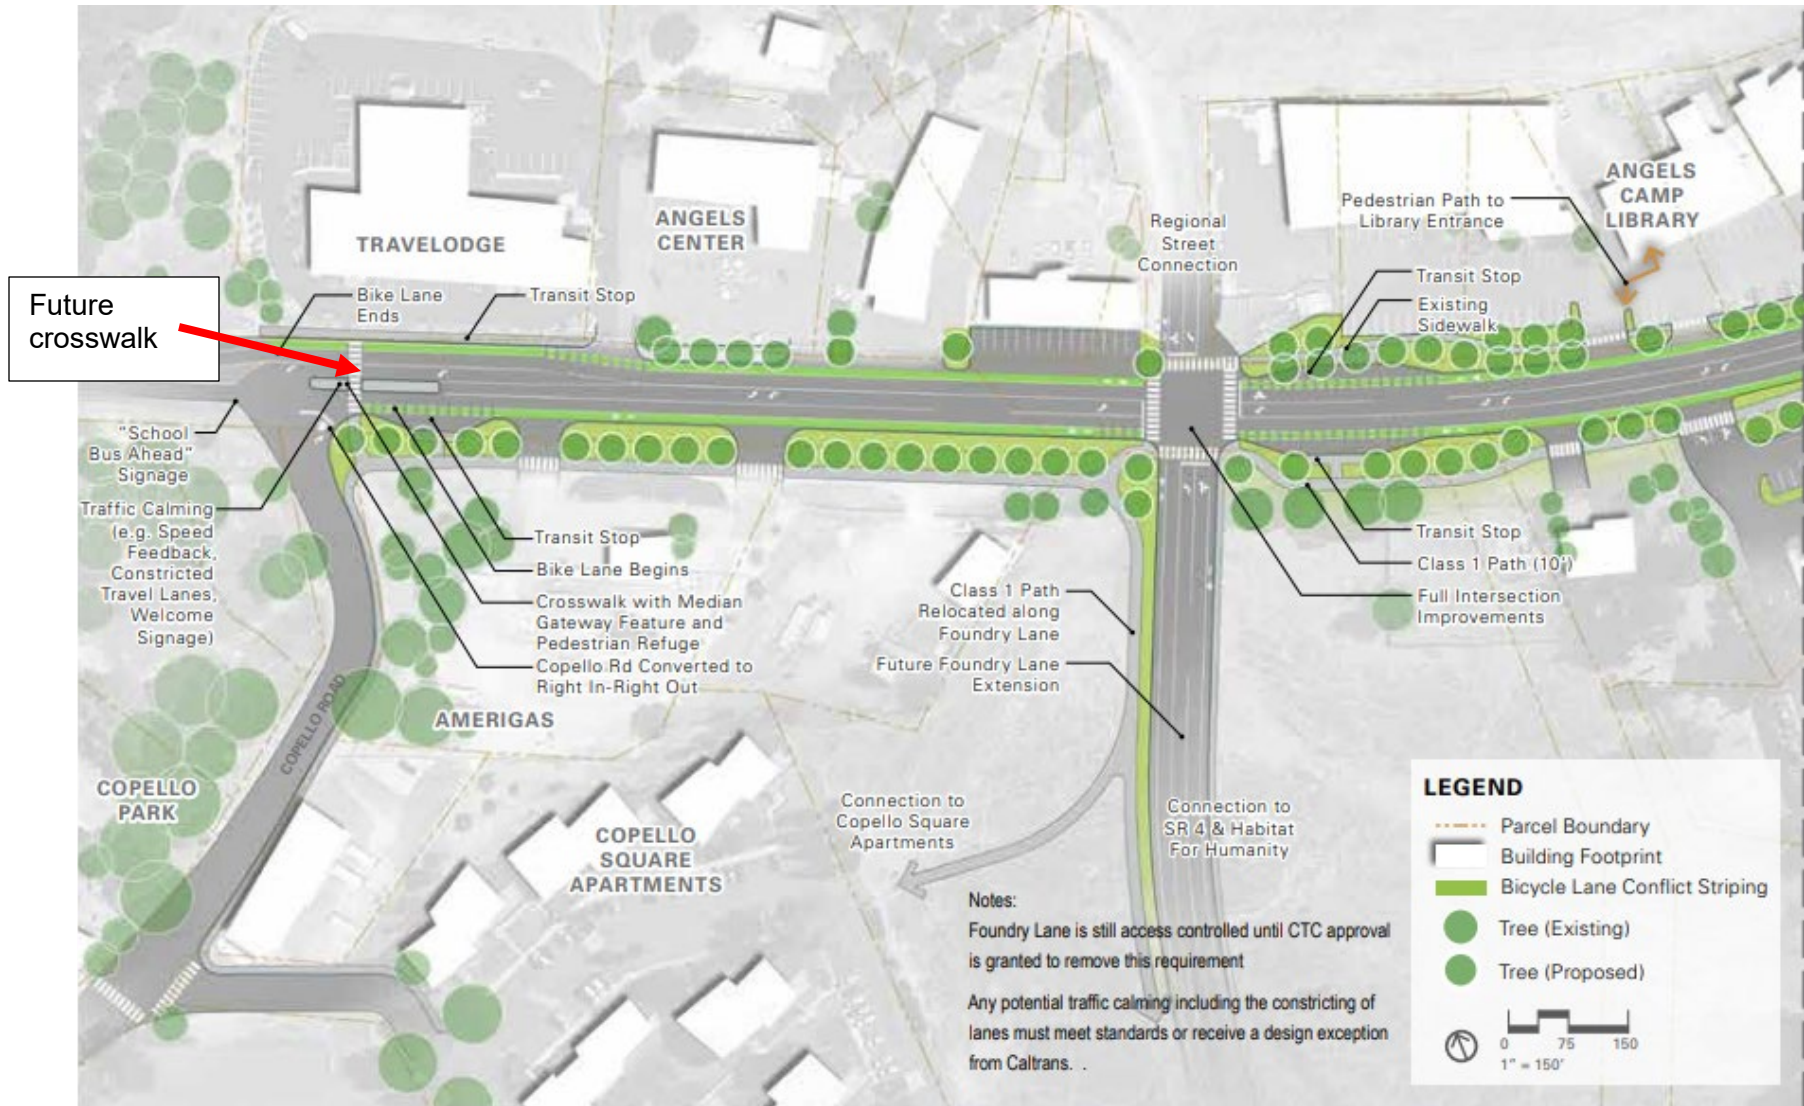 ANGELS
CAMP
LIBRARY
Pedestrian Path to
Library Entrance
ANGELS
CENTER
Regional
Street
Connection
TRAVELODGE
Transit Stop
Existing
Sidewalk
Bike Lane
Ends
Transit Stop
Future
crosswalk
"School
Bus Ahead"
Signage
Traffic Calming
(e.g. Speed
Feedback,
Constricted
Travel Lanes,
Welcome
Signage)
Transit Stop
Bike Lane Begins
Crosswalk with Median
Gateway Feature and
Pedestrian Refuge
Copello Rd Converted to
Right In-Right Out
Transit Stop
Class 1 Path (10')
Full Intersection
Improvements
Class 1 Path
Relocated along
Foundry Lane
Future Foundry Lane
Extension
COPELLO ROAD
AMERIGAS
COPELLO
PARK
COPELLO
SQUARE
APARTMENTS
Connection to
Copello Square
Apartments
Connection to
SR 4 & Habitat
For Humanity
Notes:
Foundry Lane is still access controlled until CTC approval
is granted to remove this requirement
Any potential traffic calming including the constricting of
lanes must meet standards or receive a design exception
from Caltrans. .
LEGEND
Parcel Boundary
Building Footprint
Bicycle Lane Conflict Striping
Tree (Existing)
Tree (Proposed)
0 75 150
1" = 150'